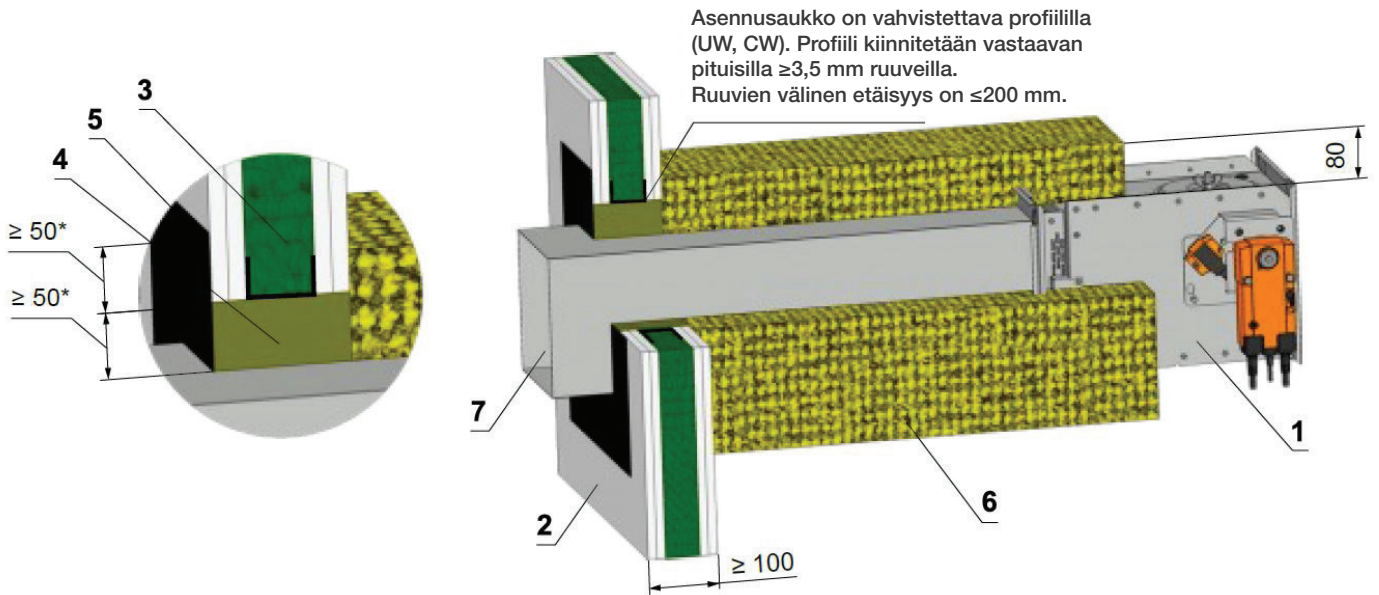 Asennusaukko on vahvistettava profiililla
(UW, CW). Profiili kiinnitetään vastaavan
pituisilla ≥3,5 mm ruuveilla.
Ruuvien välinen etäisyys on ≤200 mm.
3
5
4
≥ 50*
≥ 50*
80
7
1
6
2
≥ 100